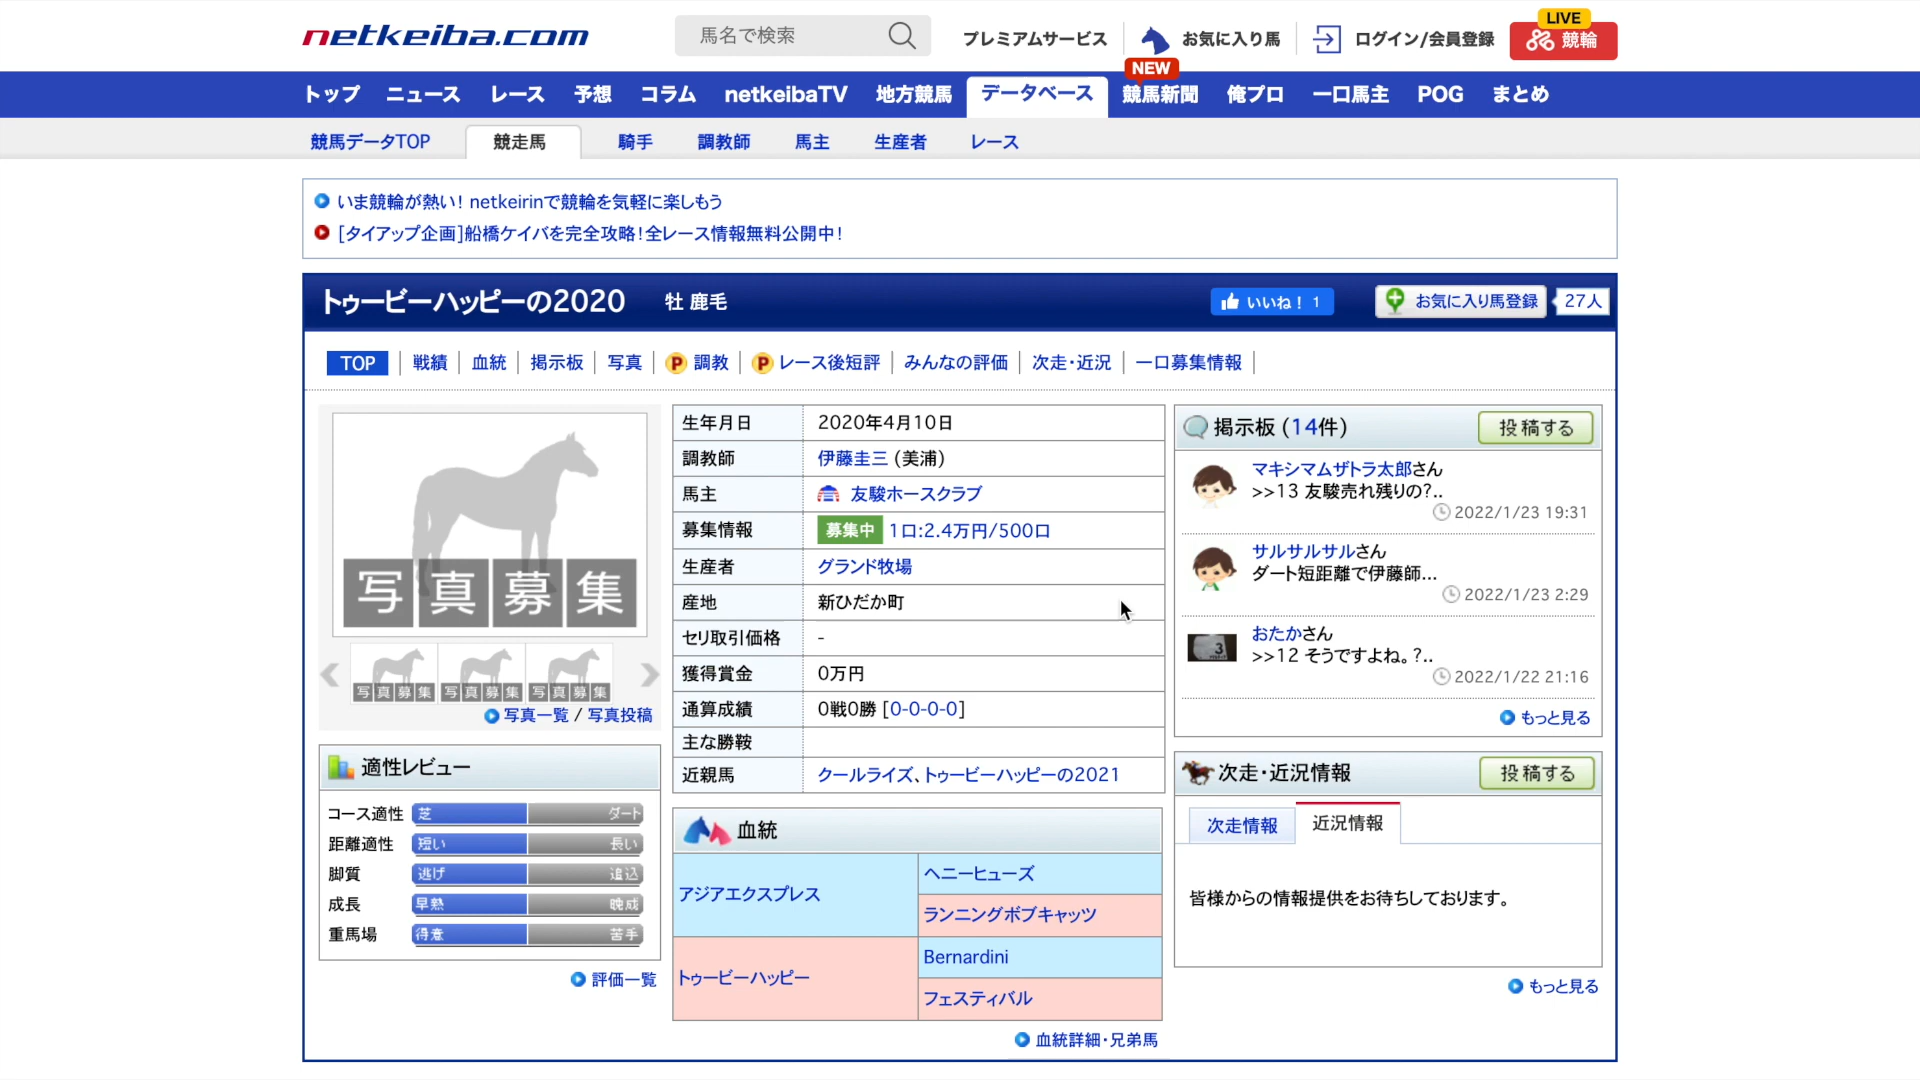 netkeiba.com
馬名で検索
プレミアムサービス
お気に入り馬
ログイン/会員登録
LIVE
競輪
トップ ニュース レース 予想 コラム netkeibaTV 地方競馬 データベース NEW 競馬新聞 俺プロ 一口馬主 POG まとめ
競馬データTOP 競走馬 騎手 調教師 馬主 生産者 レース
いま競輪が熱い! netkeirinで競輪を気軽に楽しもう
[タイアップ企画]船橋ケイバを完全攻略!全レース情報無料公開中!
トゥービーハッピーの2020 牡 鹿毛
いいね! 1
お気に入り馬登録 27人
TOP 戦績 血統 掲示板 写真 P 調教 P レース後短評 みんなの評価 次走・近況 一口募集情報
写真募集
写真募集 写真募集 写真募集
写真一覧 / 写真投稿
適性レビュー
コース適性 芝 ダート
距離適性 短い 長い
脚質 逃げ 追込
成長 早熟 晩成
重馬場 得意 苦手
評価一覧
生年月日 2020年4月10日
調教師 伊藤圭三 (美浦)
馬主 友駿ホースクラブ
募集情報 募集中 1口:2.4万円/500口
生産者 グランド牧場
産地 新ひだか町
セリ取引価格 -
獲得賞金 0万円
通算成績 0戦0勝 [0-0-0-0]
主な勝鞍
近親馬 クールライズ、トゥービーハッピーの2021
血統
アジアエクスプレス
ヘニーヒューズ
ランニングボブキャッツ
トゥービーハッピー
Bernardini
フェスティバル
血統詳細・兄弟馬
掲示板 (14件) 投稿する
マキシマムザトラ太郎さん
>>13 友駿売れ残りの?..
2022/1/23 19:31
サルサルサルさん
ダート短距離で伊藤師...
2022/1/23 2:29
3
おたかさん
>>12 そうですよね。?..
2022/1/22 21:16
もっと見る
次走・近況情報 投稿する
次走情報 近況情報
皆様からの情報提供をお待ちしております。
もっと見る